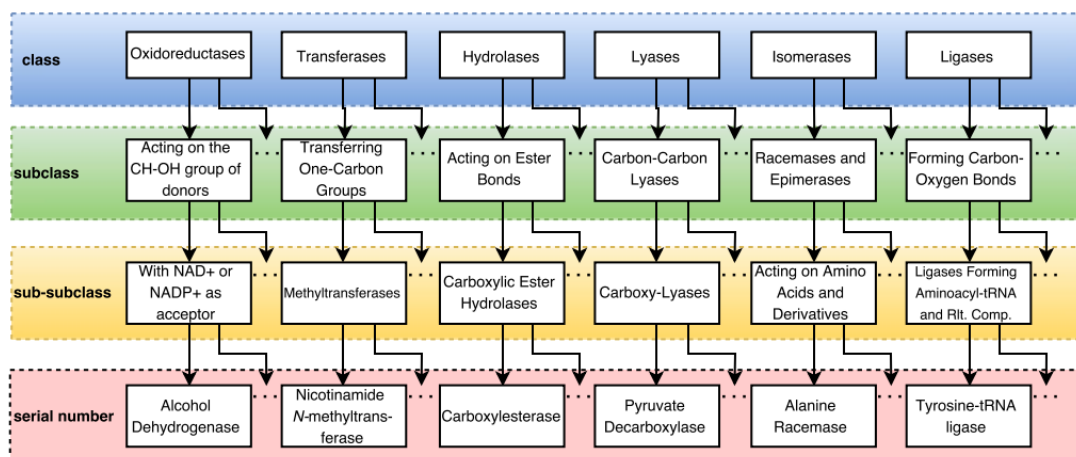 class
Oxidoreductases
Transferases
Hydrolases
Lyases
Isomerases
Ligases
subclass
Acting on the
CH-OH group of
donors
Transferring
One-Carbon
Groups
Acting on Ester
Bonds
Carbon-Carbon
Lyases
Racemases and
Epimerases
Forming Carbon-
Oxygen Bonds
sub-subclass
With NAD+ or
NADP+ as
acceptor
Methyltransferases
Carboxylic Ester
Hydrolases
Carboxy-Lyases
Acting on Amino
Acids and
Derivatives
Ligases Forming
Aminoacyl-tRNA
and Rlt. Comp.
serial number
Alcohol
Dehydrogenase
Nicotinamide
N-methyltrans-
ferase
Carboxylesterase
Pyruvate
Decarboxylase
Alanine
Racemase
Tyrosine-tRNA
ligase